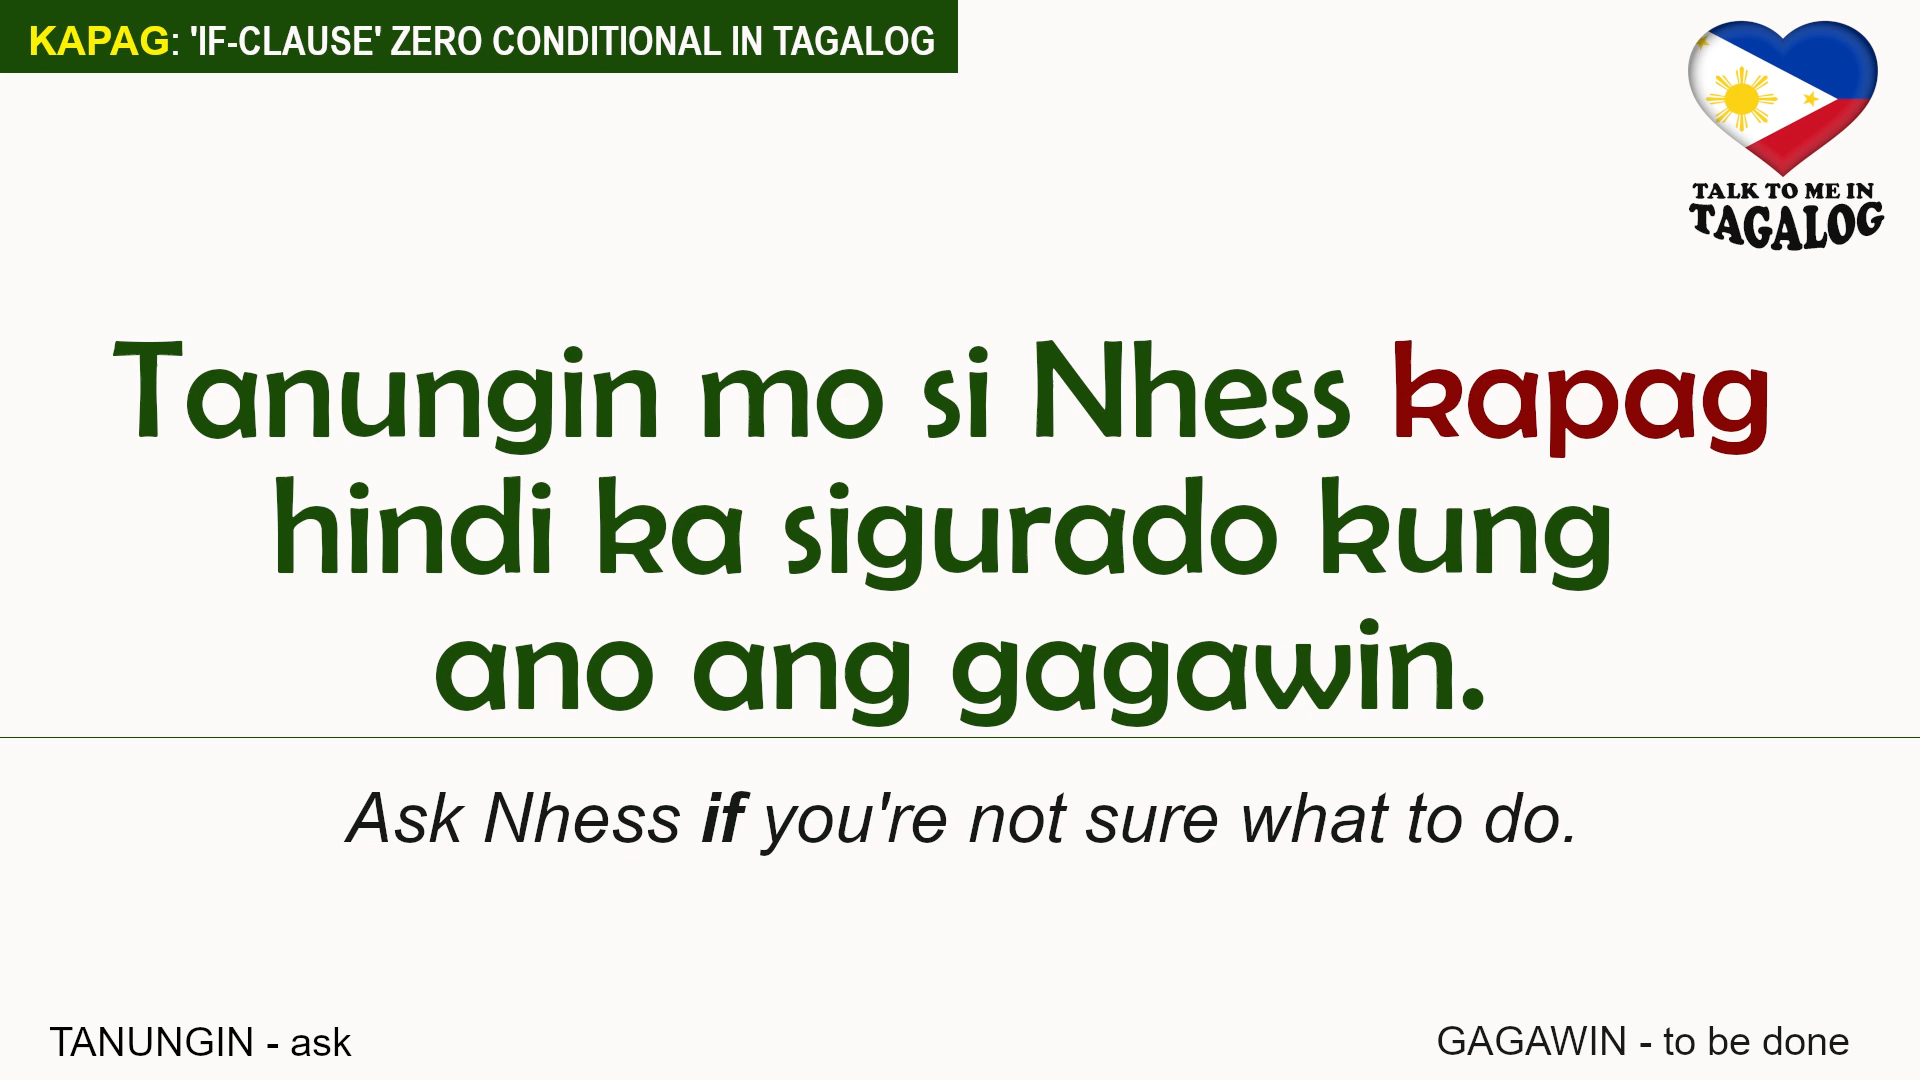 KAPAG: 'IF-CLAUSE' ZERO CONDITIONAL IN TAGALOG
TALK TO ME IN
TAGALOG
Tanungin mo si Nhess kapag
hindi ka sigurado kung
ano ang gagawin.
Ask Nhess if you're not sure what to do.
TANUNGIN - ask
GAGAWIN - to be done